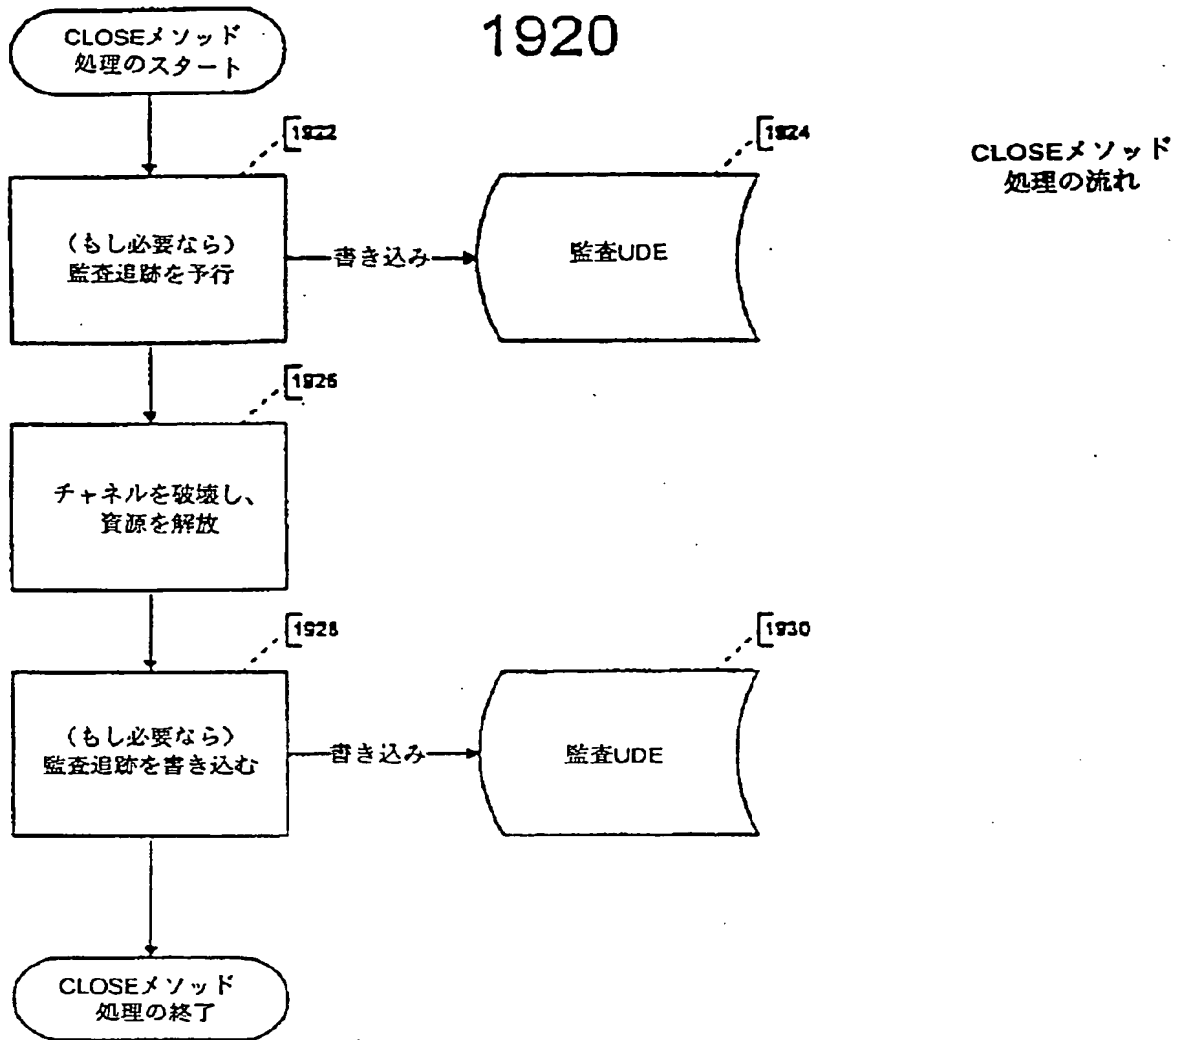 1920
CLOSEメソッド
処理の流れ
CLOSEメソッド
処理のスタート
1922
(もし必要なら)
監査追跡を予行
書き込み
1924
監査UDE
1926
チャネルを破壊し、
資源を解放
1928
(もし必要なら)
監査追跡を書き込む
書き込み
1930
監査UDE
CLOSEメソッド
処理の終了